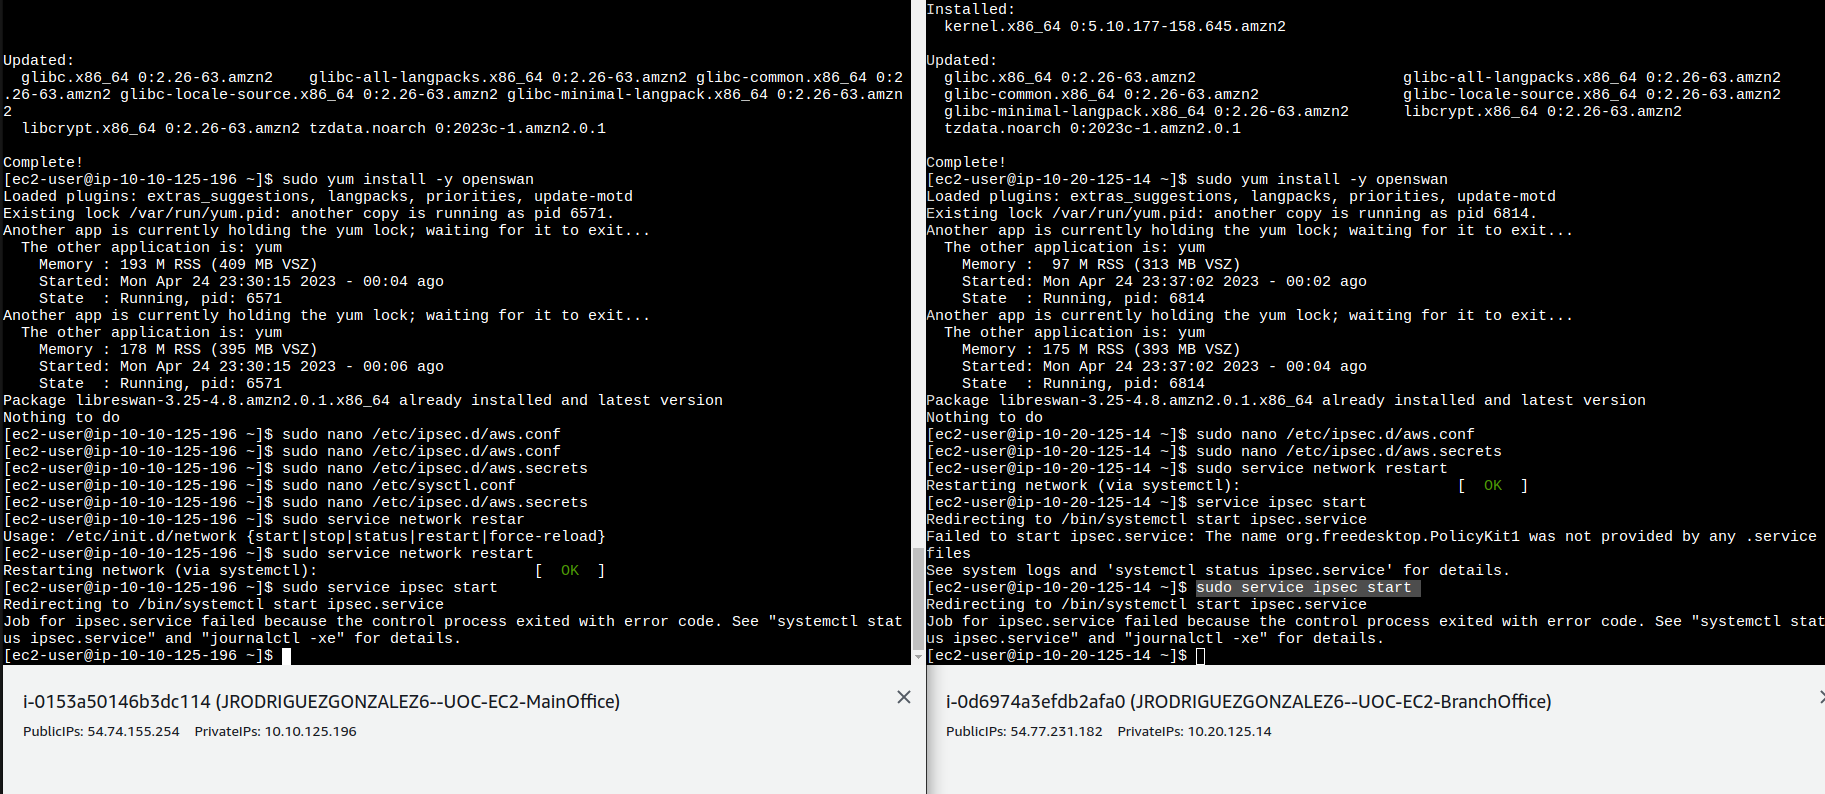 Updated:
  glibc.x86_64 0:2.26-63.amzn2    glibc-all-langpacks.x86_64 0:2.26-63.amzn2 glibc-common.x86_64 0:2
.26-63.amzn2 glibc-locale-source.x86_64 0:2.26-63.amzn2 glibc-minimal-langpack.x86_64 0:2.26-63.amzn
2
  libcrypt.x86_64 0:2.26-63.amzn2 tzdata.noarch 0:2023c-1.amzn2.0.1
Complete!
[ec2-user@ip-10-10-125-196 ~]$ sudo yum install -y openswan
Loaded plugins: extras_suggestions, langpacks, priorities, update-motd
Existing lock /var/run/yum.pid: another copy is running as pid 6571.
Another app is currently holding the yum lock; waiting for it to exit...
  The other application is: yum
    Memory : 193 M RSS (409 MB VSZ)
    Started: Mon Apr 24 23:30:15 2023 - 00:04 ago
    State  : Running, pid: 6571
Another app is currently holding the yum lock; waiting for it to exit...
  The other application is: yum
    Memory : 178 M RSS (395 MB VSZ)
    Started: Mon Apr 24 23:30:15 2023 - 00:06 ago
    State  : Running, pid: 6571
Package libreswan-3.25-4.8.amzn2.0.1.x86_64 already installed and latest version
Nothing to do
[ec2-user@ip-10-10-125-196 ~]$ sudo nano /etc/ipsec.d/aws.conf
[ec2-user@ip-10-10-125-196 ~]$ sudo nano /etc/ipsec.d/aws.conf
[ec2-user@ip-10-10-125-196 ~]$ sudo nano /etc/ipsec.d/aws.secrets
[ec2-user@ip-10-10-125-196 ~]$ sudo nano /etc/sysctl.conf
[ec2-user@ip-10-10-125-196 ~]$ sudo nano /etc/ipsec.d/aws.secrets
[ec2-user@ip-10-10-125-196 ~]$ sudo service network restar
Usage: /etc/init.d/network {start|stop|status|restart|force-reload}
[ec2-user@ip-10-10-125-196 ~]$ sudo service network restart
Restarting network (via systemctl):                        [  OK  ]
[ec2-user@ip-10-10-125-196 ~]$ sudo service ipsec start
Redirecting to /bin/systemctl start ipsec.service
Job for ipsec.service failed because the control process exited with error code. See "systemctl stat
us ipsec.service" and "journalctl -xe" for details.
[ec2-user@ip-10-10-125-196 ~]$
i-0153a50146b3dc114 (JRODRIGUEZGONZALEZ6--UOC-EC2-MainOffice)
PublicIPs: 54.74.155.254    PrivateIPs: 10.10.125.196
Installed:
  kernel.x86_64 0:5.10.177-158.645.amzn2
Updated:
  glibc.x86_64 0:2.26-63.amzn2                       glibc-all-langpacks.x86_64 0:2.26-63.amzn2
  glibc-common.x86_64 0:2.26-63.amzn2                glibc-locale-source.x86_64 0:2.26-63.amzn2
  glibc-minimal-langpack.x86_64 0:2.26-63.amzn2      libcrypt.x86_64 0:2.26-63.amzn2
  tzdata.noarch 0:2023c-1.amzn2.0.1
Complete!
[ec2-user@ip-10-20-125-14 ~]$ sudo yum install -y openswan
Loaded plugins: extras_suggestions, langpacks, priorities, update-motd
Existing lock /var/run/yum.pid: another copy is running as pid 6814.
Another app is currently holding the yum lock; waiting for it to exit...
  The other application is: yum
    Memory :  97 M RSS (313 MB VSZ)
    Started: Mon Apr 24 23:37:02 2023 - 00:02 ago
    State  : Running, pid: 6814
Another app is currently holding the yum lock; waiting for it to exit...
  The other application is: yum
    Memory : 175 M RSS (393 MB VSZ)
    Started: Mon Apr 24 23:37:02 2023 - 00:04 ago
    State  : Running, pid: 6814
Package libreswan-3.25-4.8.amzn2.0.1.x86_64 already installed and latest version
Nothing to do
[ec2-user@ip-10-20-125-14 ~]$ sudo nano /etc/ipsec.d/aws.conf
[ec2-user@ip-10-20-125-14 ~]$ sudo nano /etc/ipsec.d/aws.secrets
[ec2-user@ip-10-20-125-14 ~]$ sudo service network restart
Restarting network (via systemctl):                        [  OK  ]
[ec2-user@ip-10-20-125-14 ~]$ service ipsec start
Redirecting to /bin/systemctl start ipsec.service
Failed to start ipsec.service: The name org.freedesktop.PolicyKit1 was not provided by any .service
files
See system logs and 'systemctl status ipsec.service' for details.
[ec2-user@ip-10-20-125-14 ~]$ sudo service ipsec start
Redirecting to /bin/systemctl start ipsec.service
Job for ipsec.service failed because the control process exited with error code. See "systemctl stat
us ipsec.service" and "journalctl -xe" for details.
[ec2-user@ip-10-20-125-14 ~]$
i-0d6974a3efdb2afa0 (JRODRIGUEZGONZALEZ6--UOC-EC2-BranchOffice)
PublicIPs: 54.77.231.182    PrivateIPs: 10.20.125.14